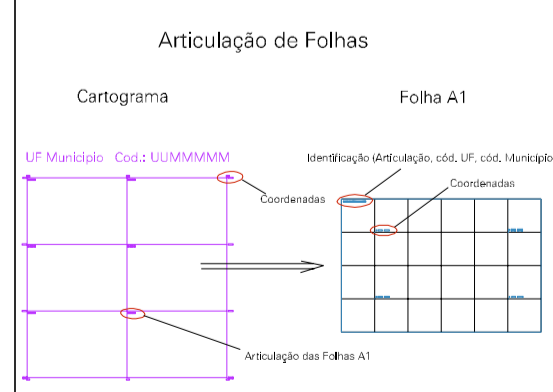 Articulação de Folhas
Cartograma
Folha A1
UF Municipio Cod.: UUMMMMM
Identificação (Articulação, cód. UF, cód. Município
Coordenadas
Coordenadas
Articulação das Folhas A1